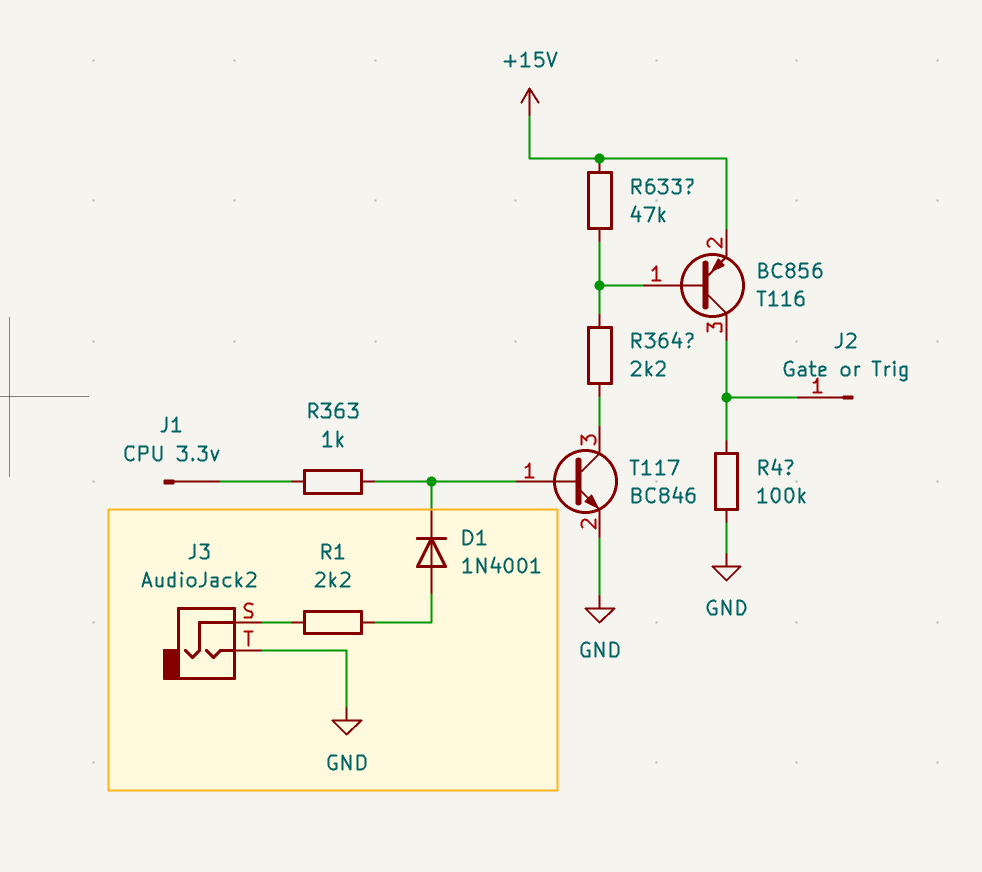 +15V
R633?
47k
2
1
BC856
T116
3
R364?
2k2
J2
Gate or Trig
1
R363
1k
J1
CPU 3.3v
3
1
T117
BC846
2
R4?
100k
D1
1N4001
J3
AudioJack2
R1
2k2
S
T
GND
GND
GND